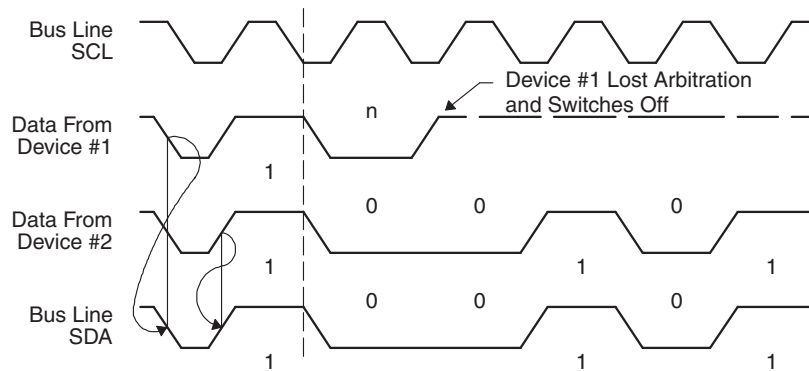 Bus Line
SCL
Device #1 Lost Arbitration
and Switches Off
n
Data From
Device #1
1
0 0 0
Data From
Device #2
1 1 1
0 0 0
Bus Line
SDA
1 1 1